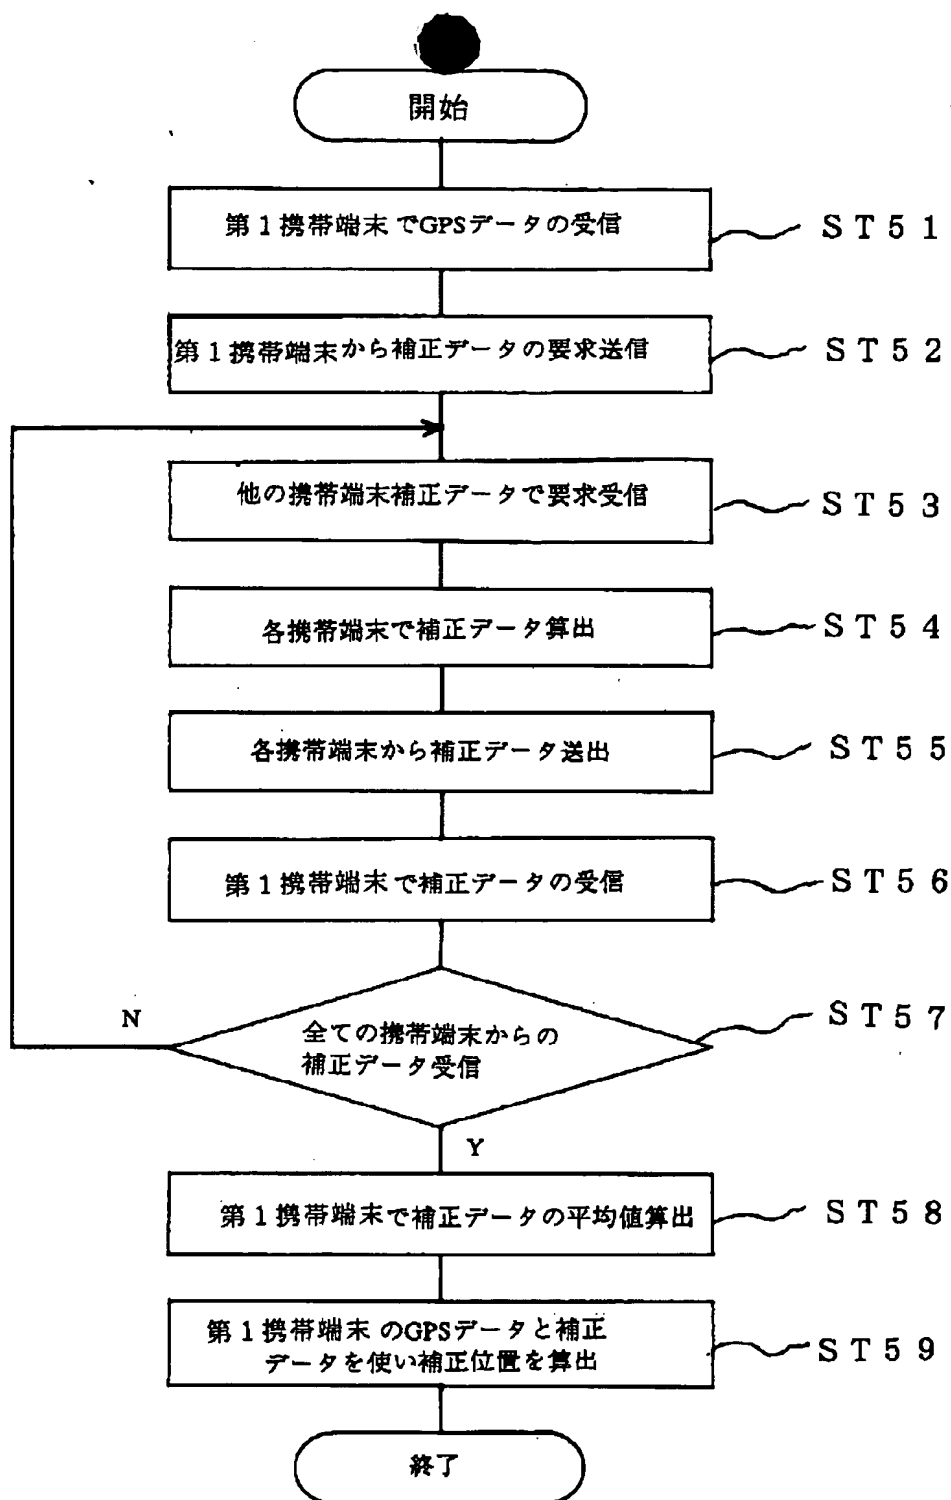 開始
第1携帯端末 でGPSデータの受信
ST51
第1携帯端末から補正データの要求送信
ST52
他の携帯端末補正データで要求受信
ST53
各携帯端末で補正データ算出
ST54
各携帯端末から補正データ送出
ST55
第1携帯端末で補正データの受信
ST56
N
全ての携帯端末からの
補正データ受信
ST57
Y
第1携帯端末で補正データの平均値算出
ST58
第1携帯端末 のGPSデータと補正
データを使い補正位置を算出
ST59
終了